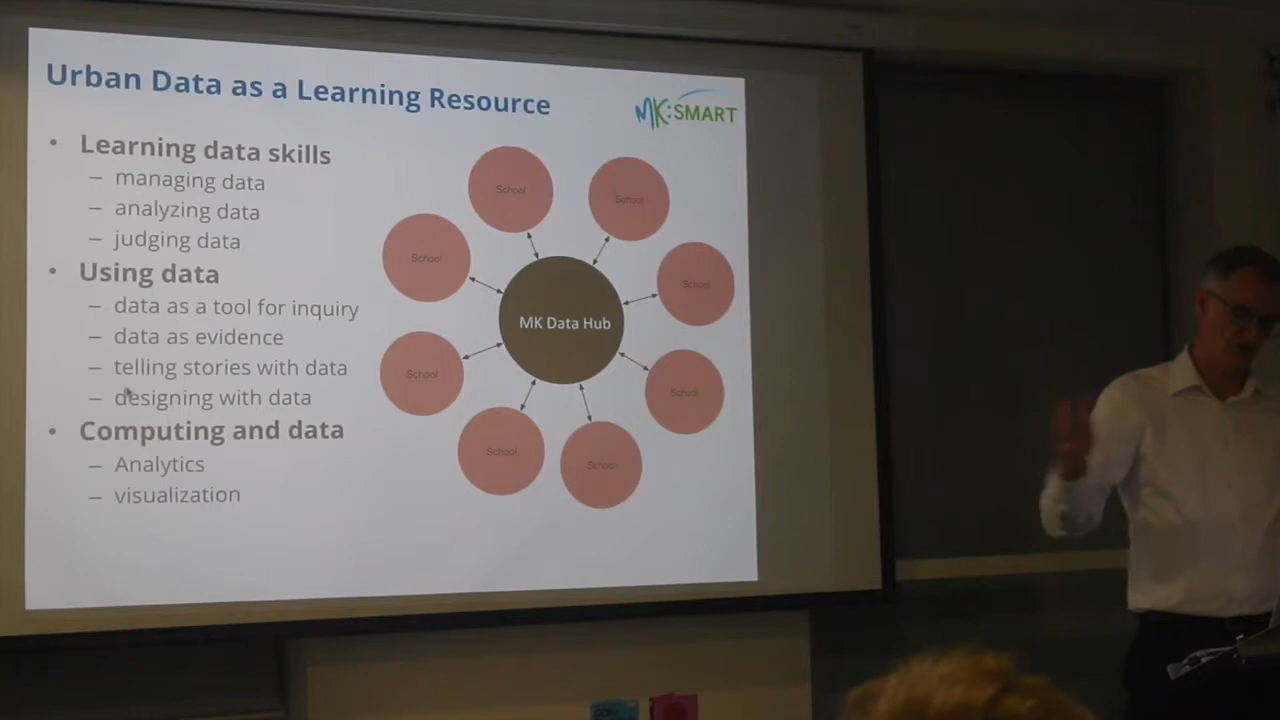 Urban Data as a Learning Resource
MK:SMART
• Learning data skills
– managing data
– analyzing data
– judging data
• Using data
– data as a tool for inquiry
– data as evidence
– telling stories with data
– designing with data
• Computing and data
– Analytics
– visualization
School
School
School
School
MK Data Hub
School
School
School
School